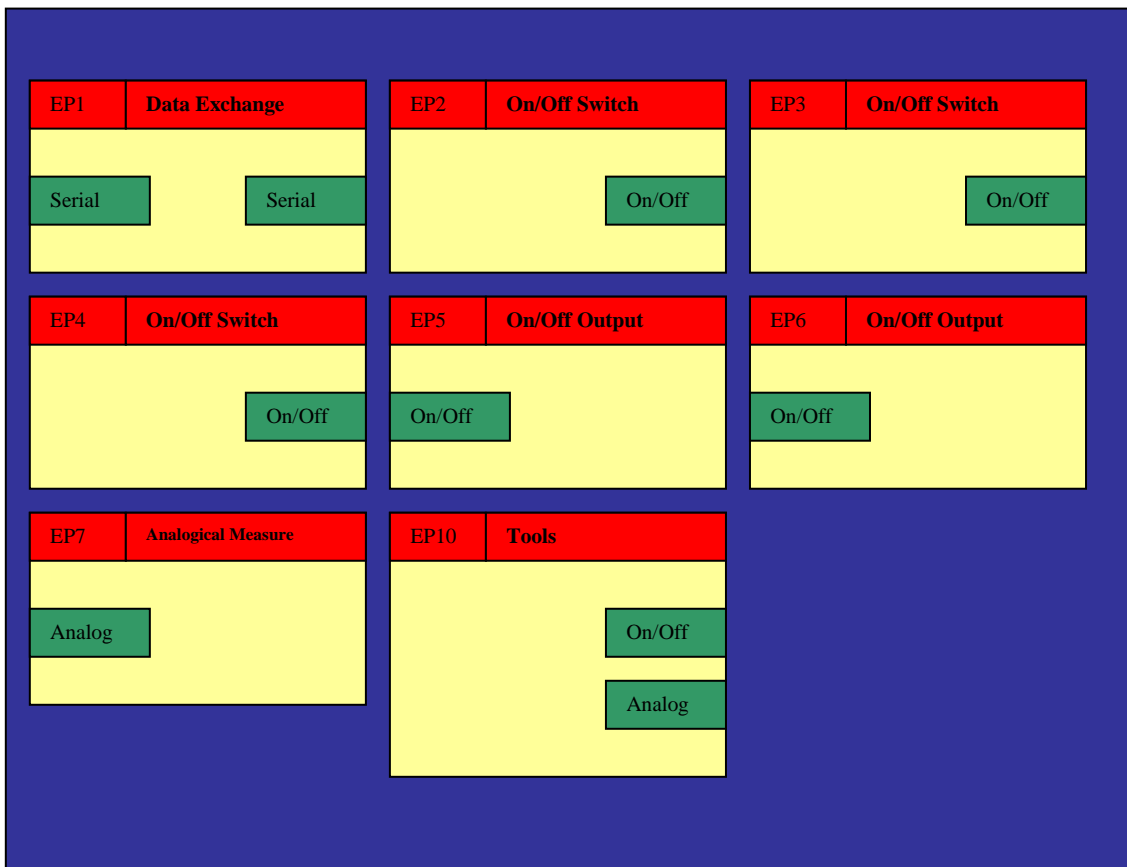 EP1 Data Exchange
Serial Serial
EP2 On/Off Switch
On/Off
EP3 On/Off Switch
On/Off
EP4 On/Off Switch
On/Off
EP5 On/Off Output
On/Off
EP6 On/Off Output
On/Off
EP7 Analogical Measure
Analog
EP10 Tools
On/Off
Analog